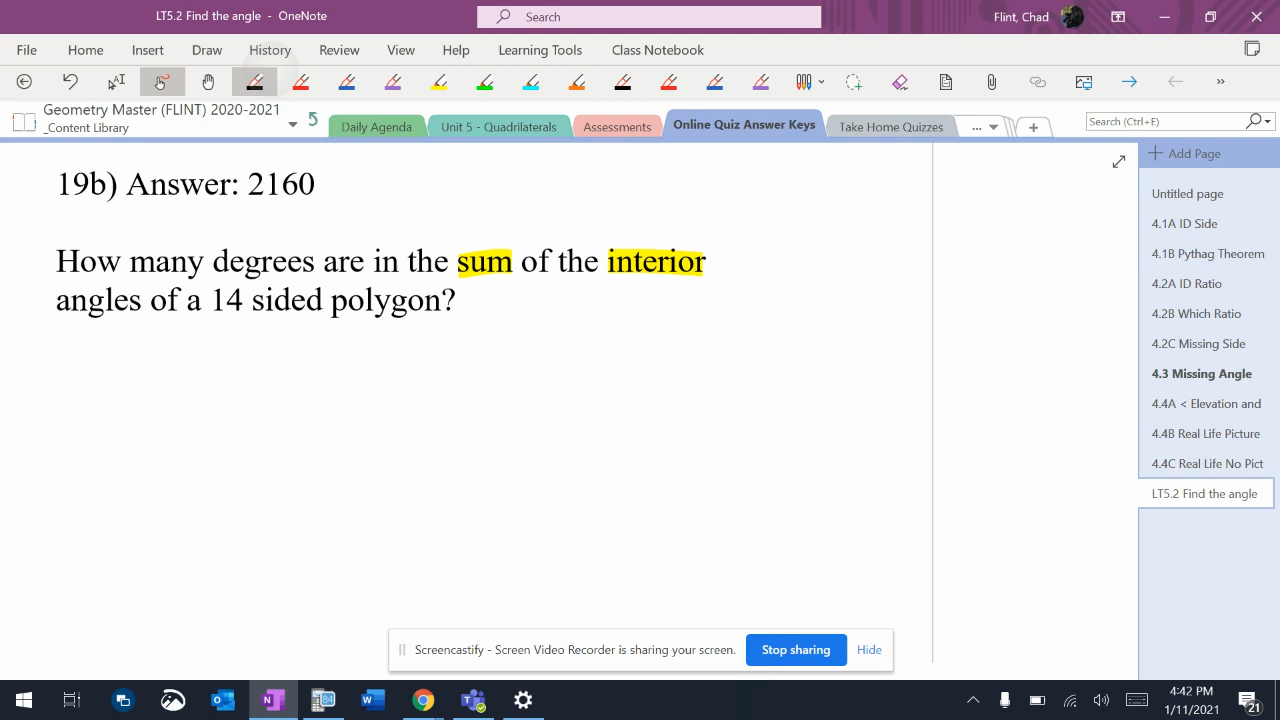 LT5.2 Find the angle - OneNote
Search
Flint, Chad
File Home Insert Draw History Review View Help Learning Tools Class Notebook
Geometry Master (FLINT) 2020-2021
_Content Library
Daily Agenda Unit 5 - Quadrilaterals Assessments Online Quiz Answer Keys Take Home Quizzes ... +
Search (Ctrl+E)
Add Page
Untitled page
4.1A ID Side
4.1B Pythag Theorem
4.2A ID Ratio
4.2B Which Ratio
4.2C Missing Side
4.3 Missing Angle
4.4A < Elevation and
4.4B Real Life Picture
4.4C Real Life No Pict
LT5.2 Find the angle
19b) Answer: 2160
How many degrees are in the sum of the interior
angles of a 14 sided polygon?
Screencastify - Screen Video Recorder is sharing your screen. Stop sharing Hide
4:42 PM
1/11/2021
21